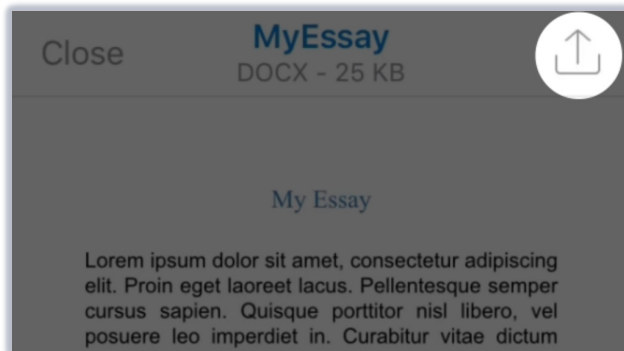 Close
MyEssay
DOCX - 25 KB
My Essay
Lorem ipsum dolor sit amet, consectetur adipiscing
elit. Proin eget laoreet lacus. Pellentesque semper
cursus sapien. Quisque porttitor nisl libero, vel
posuere leo imperdiet in. Curabitur vitae dictum